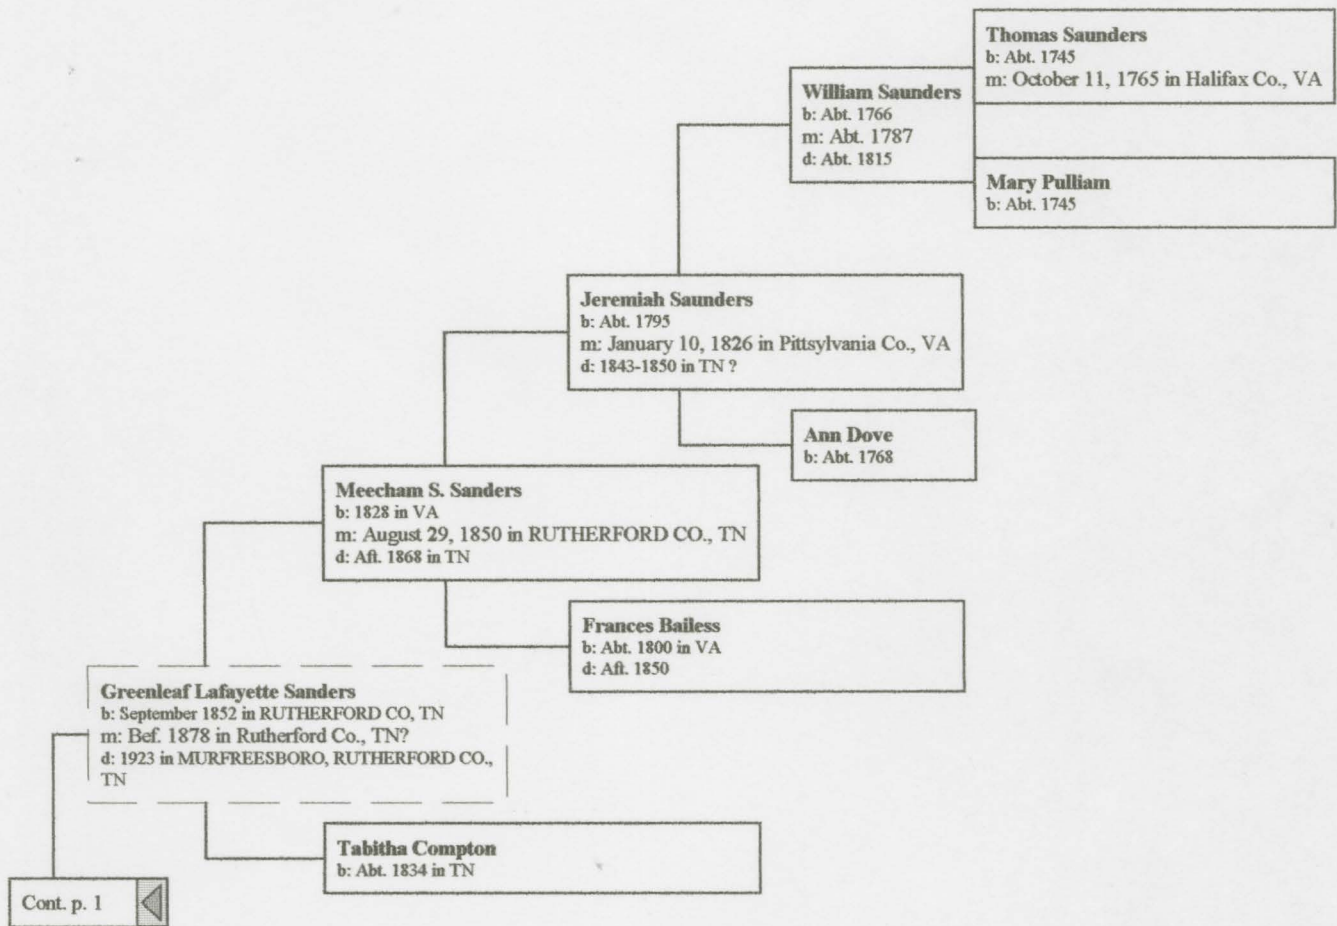 Thomas Saunders
b: Abt. 1745
m: October 11, 1765 in Halifax Co., VA
William Saunders
b: Abt. 1766
m: Abt. 1787
d: Abt. 1815
Mary Pulliam
b: Abt. 1745
Jeremiah Saunders
b: Abt. 1795
m: January 10, 1826 in Pittsylvania Co., VA
d: 1843-1850 in TN ?
Ann Dove
b: Abt. 1768
Meecham S. Sanders
b: 1828 in VA
m: August 29, 1850 in RUTHERFORD CO., TN
d: Aft. 1868 in TN
Frances Bailess
b: Abt. 1800 in VA
d: Aft. 1850
Greenleaf Lafayette Sanders
b: September 1852 in RUTHERFORD CO, TN
m: Bef. 1878 in Rutherford Co., TN?
d: 1923 in MURFREESBORO, RUTHERFORD CO.,
TN
Tabitha Compton
b: Abt. 1834 in TN
Cont. p. 1